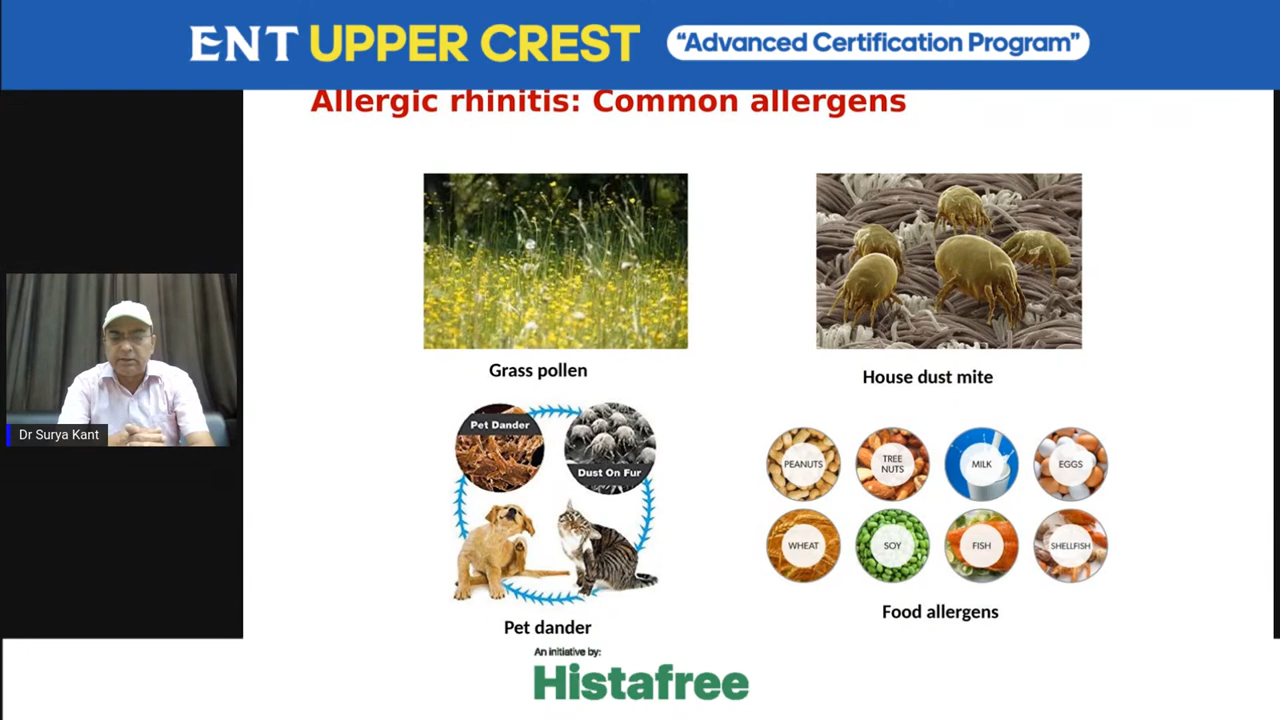 ENT UPPER CREST "Advanced Certification Program"
Allergic rhinitis: Common allergens
Grass pollen
House dust mite
Pet Dander
Dust On Fur
Pet dander
PEANUTS
TREE
NUTS
MILK
EGGS
WHEAT
SOY
FISH
SHELLFISH
Food allergens
Dr Surya Kant
An initiative by:
Histafree